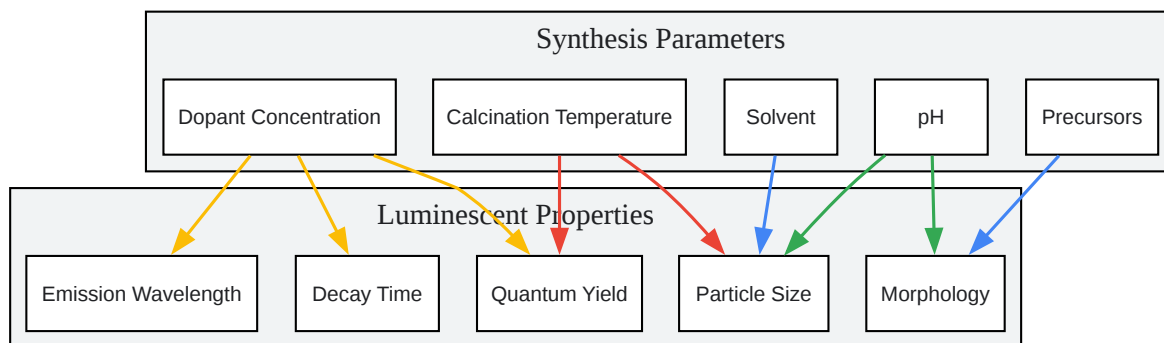 Synthesis Parameters
Dopant Concentration
Calcination Temperature
Solvent
pH
Precursors
Luminescent Properties
Emission Wavelength
Decay Time
Quantum Yield
Particle Size
Morphology